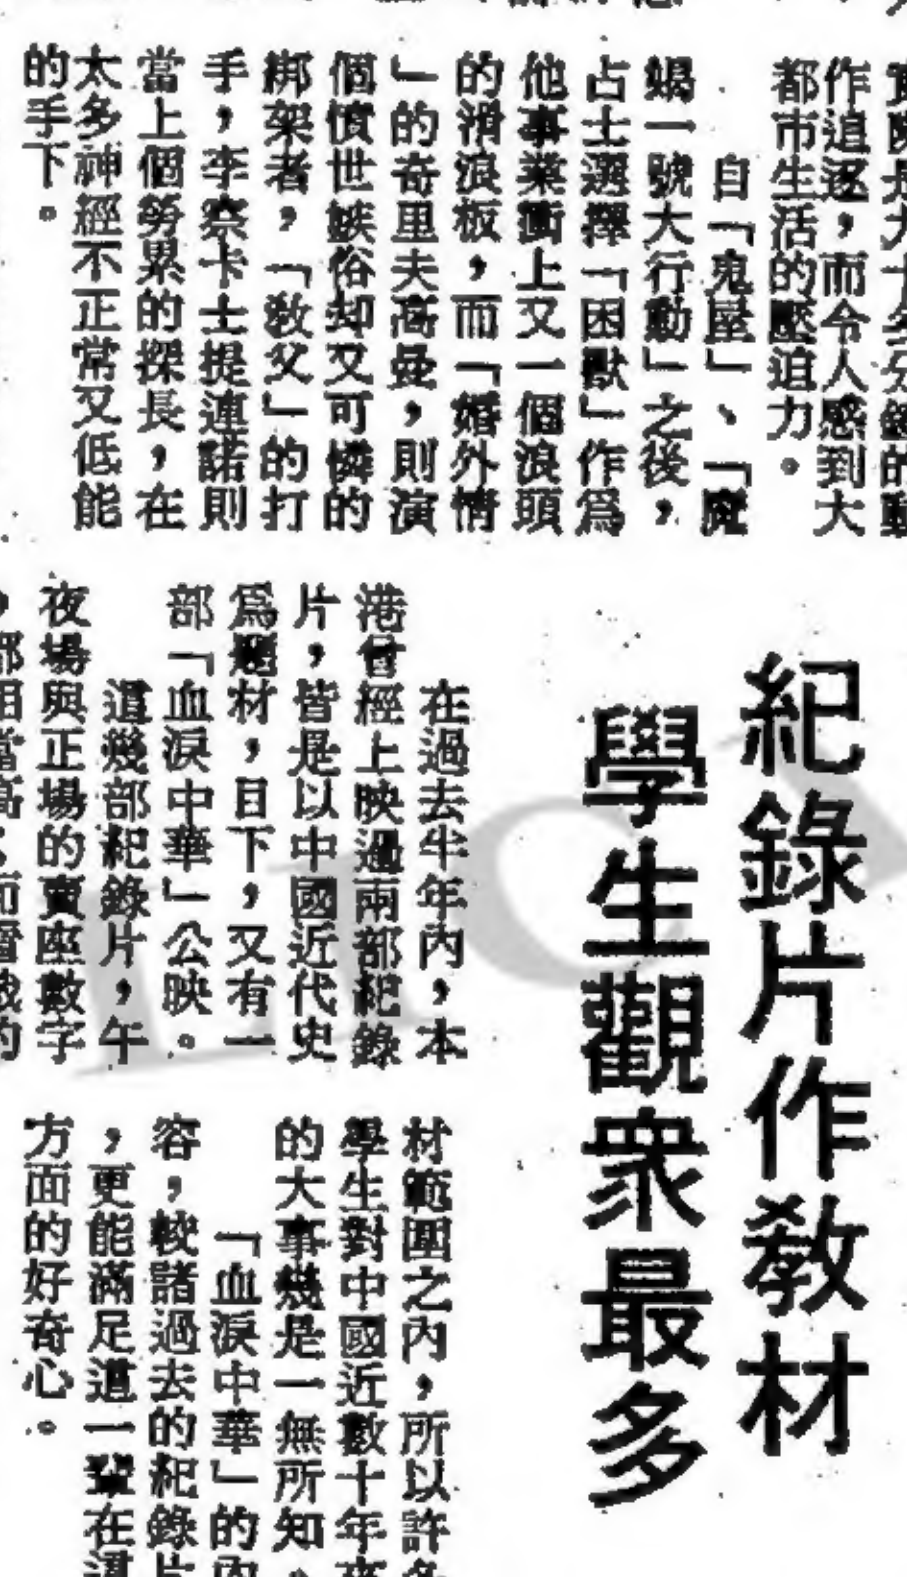 作追逐，而令人感到大
都市生活的壓迫力。
自「鬼屋」、「魔
蝎一號大行動」之後，
占士選擇「困獸」作爲
他事業衝上又一個浪頭
的滑浪板，而「婚外情
」的奇里夫高曼，則演
個憤世嫉俗却又可憐的
綁架者，「教父」的打
手，李察卡士提連諾則
當上個勞累的探長，在
太多神經不正常又低能
的手下。
紀錄片作教材
學生觀衆最多
在過去半年內，本
港曾經上映過兩部紀錄
片，皆是以中國近代史
爲題材，目下，又有一
部「血淚中華」公映。
這幾部紀錄片，午
夜場與正場的賣座數字
材範圍之內，所以許多
學生對中國近數十年來
的大事幾是一無所知。
「血淚中華」的內
容，較諸過去的紀錄片
，更能滿足這一輩在這
方面的好奇心。